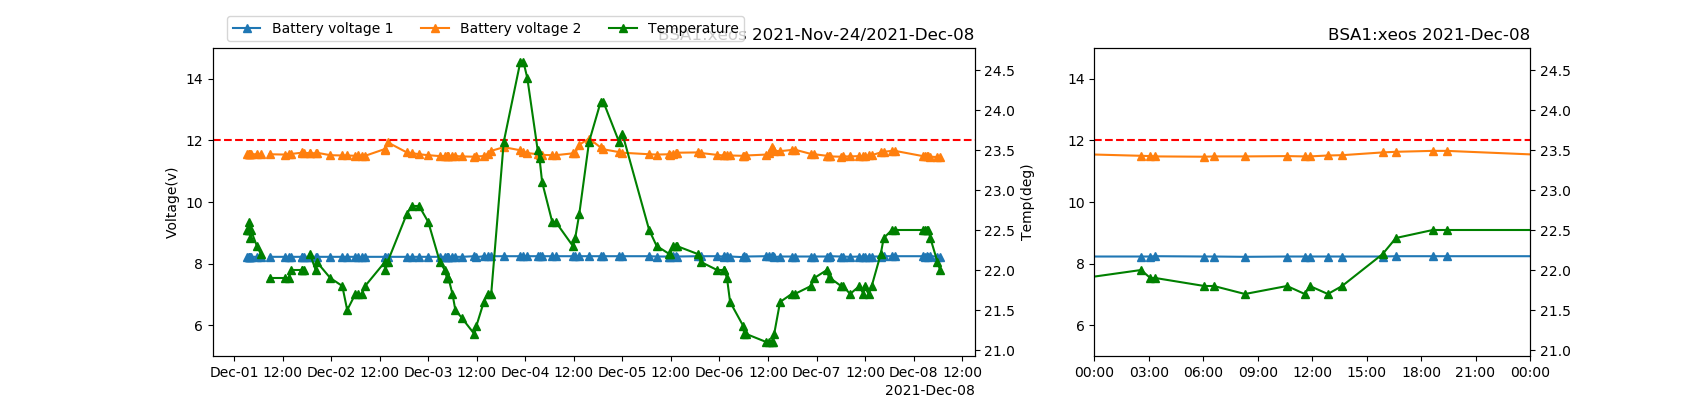 Battery voltage 1 Battery voltage 2 Temperature
BSA1:xeos 2021-Nov-24/2021-Dec-08
BSA1:xeos 2021-Dec-08
14 24.5 14 24.5
24.0 24.0
12 23.5 12 23.5
Voltage(v) 10 23.0 Temp(deg) 10 23.0
22.5 22.5
8 22.0 8 22.0
6 21.5 6 21.5
21.0 21.0
Dec-01 12:00 Dec-02 12:00 Dec-03 12:00 Dec-04 12:00 Dec-05 12:00 Dec-06 12:00 Dec-07 12:00 Dec-08 12:00
00:00 03:00 06:00 09:00 12:00 15:00 18:00 21:00 00:00
2021-Dec-08